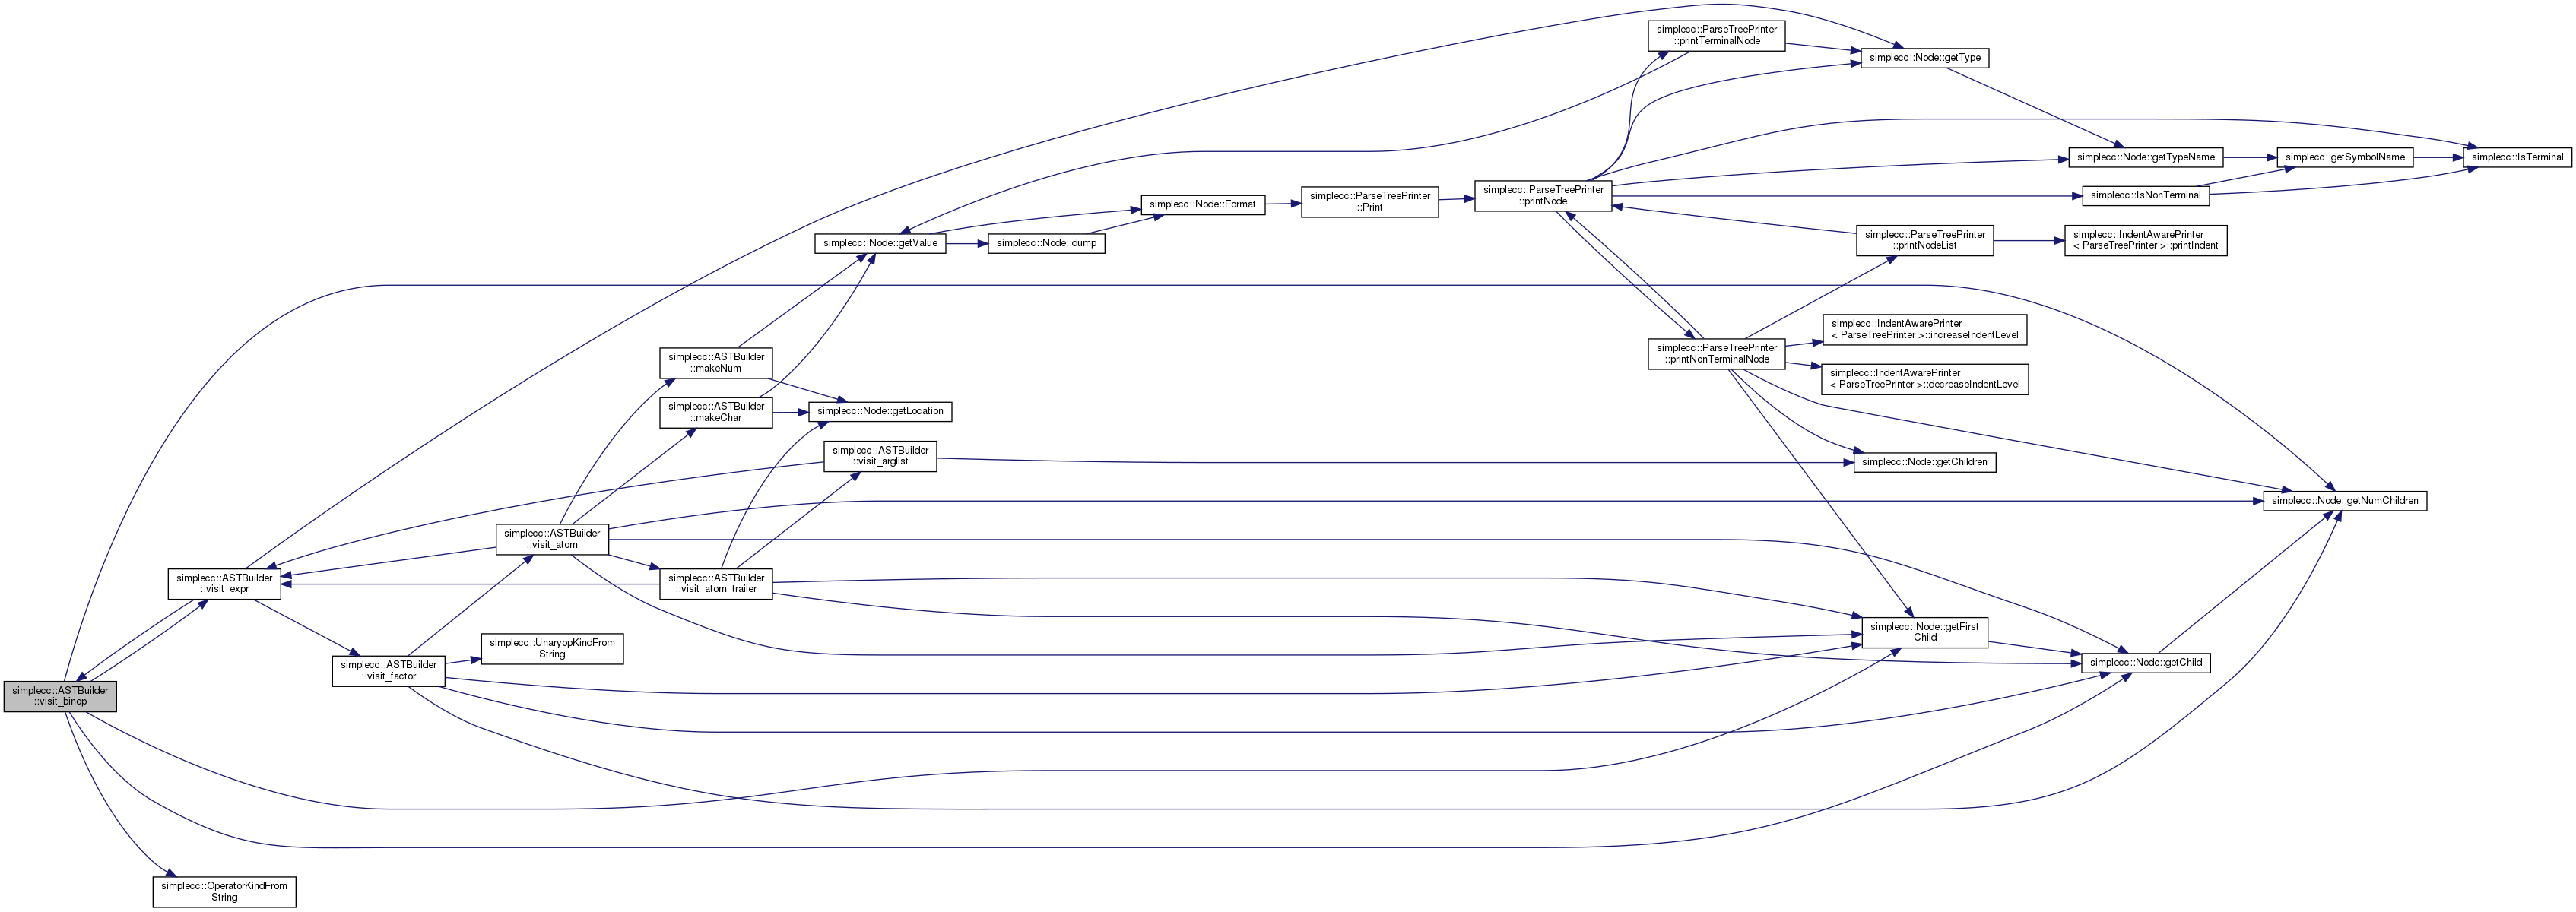 simplecc::ParseTreePrinter
::printTerminalNode
simplecc::Node::getType
simplecc::Node::getTypeName
simplecc::getSymbolName
simplecc::IsTerminal
simplecc::ParseTreePrinter
::printNode
simplecc::IsNonTerminal
simplecc::Node::Format
simplecc::ParseTreePrinter
::Print
simplecc::Node::getValue
simplecc::Node::dump
simplecc::ParseTreePrinter
::printNodeList
simplecc::IndentAwarePrinter
< ParseTreePrinter >::printIndent
simplecc::IndentAwarePrinter
< ParseTreePrinter >::increaseIndentLevel
simplecc::ParseTreePrinter
::printNonTerminalNode
simplecc::IndentAwarePrinter
< ParseTreePrinter >::decreaseIndentLevel
simplecc::ASTBuilder
::makeNum
simplecc::ASTBuilder
::makeChar
simplecc::Node::getLocation
simplecc::ASTBuilder
::visit_arglist
simplecc::Node::getChildren
simplecc::Node::getNumChildren
simplecc::ASTBuilder
::visit_atom
simplecc::ASTBuilder
::visit_expr
simplecc::ASTBuilder
::visit_atom_trailer
simplecc::UnaryopKindFrom
String
simplecc::Node::getFirst
Child
simplecc::ASTBuilder
::visit_factor
simplecc::Node::getChild
simplecc::ASTBuilder
::visit_binop
simplecc::OperatorKindFrom
String